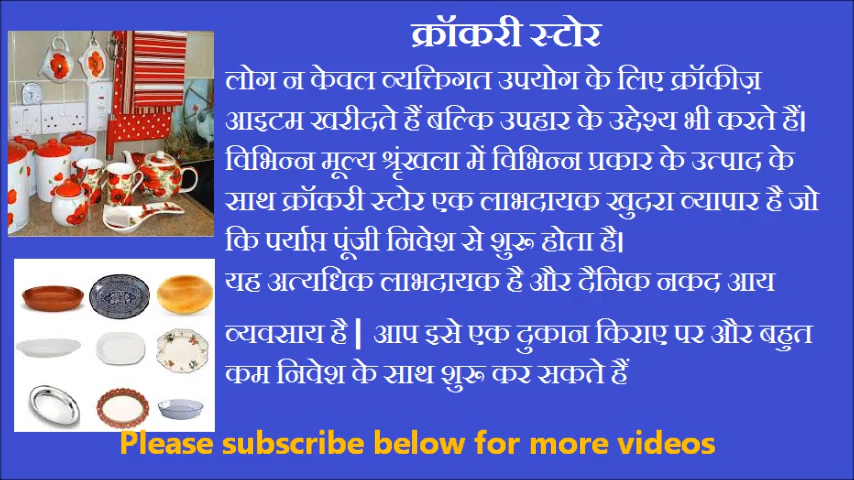 क्रॉकरी स्टोर
लोग न केवल व्यक्तिगत उपयोग के लिए क्रॉकीज़
आइटम खरीदते हैं बल्कि उपहार के उद्देश्य भी करते हैं।
विभिन्न मूल्य श्रृंखला में विभिन्न प्रकार के उत्पाद के
साथ क्रॉकरी स्टोर एक लाभदायक खुदरा व्यापार है जो
कि पर्याप्त पूंजी निवेश से शुरू होता है।
यह अत्यधिक लाभदायक है और दैनिक नकद आय
व्यवसाय है | आप इसे एक दुकान किराए पर और बहुत
कम निवेश के साथ शुरू कर सकते हैं
Please subscribe below for more videos